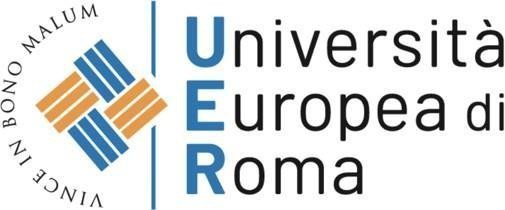 VINCE IN BONO MALUM
Università
Europea di
Roma